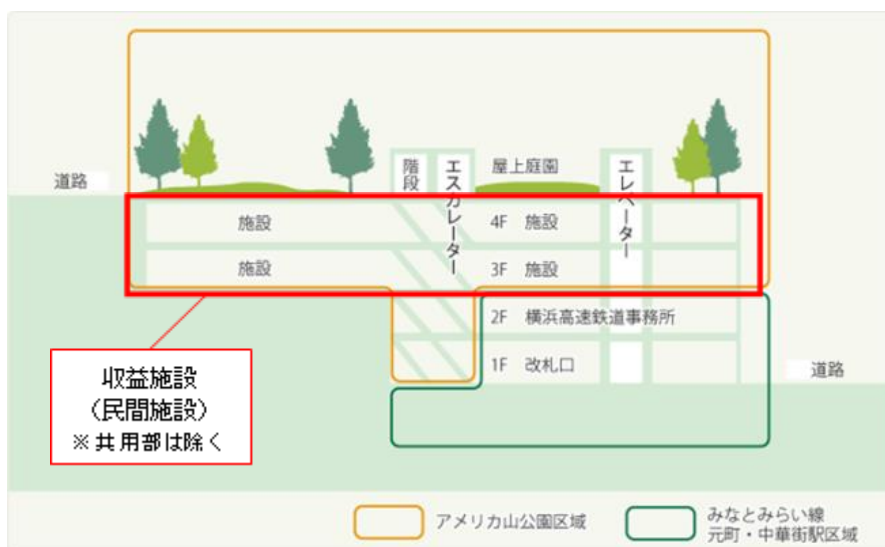 道路
階段
エスカレーター
屋上庭園
エレベーター
施設
4F 施設
施設
3F 施設
2F 横浜高速鉄道事務所
1F 改札口
道路
収益施設
（民間施設）
※共用部は除く
アメリカ山公園区域
みなとみらい線
元町・中華街駅区域